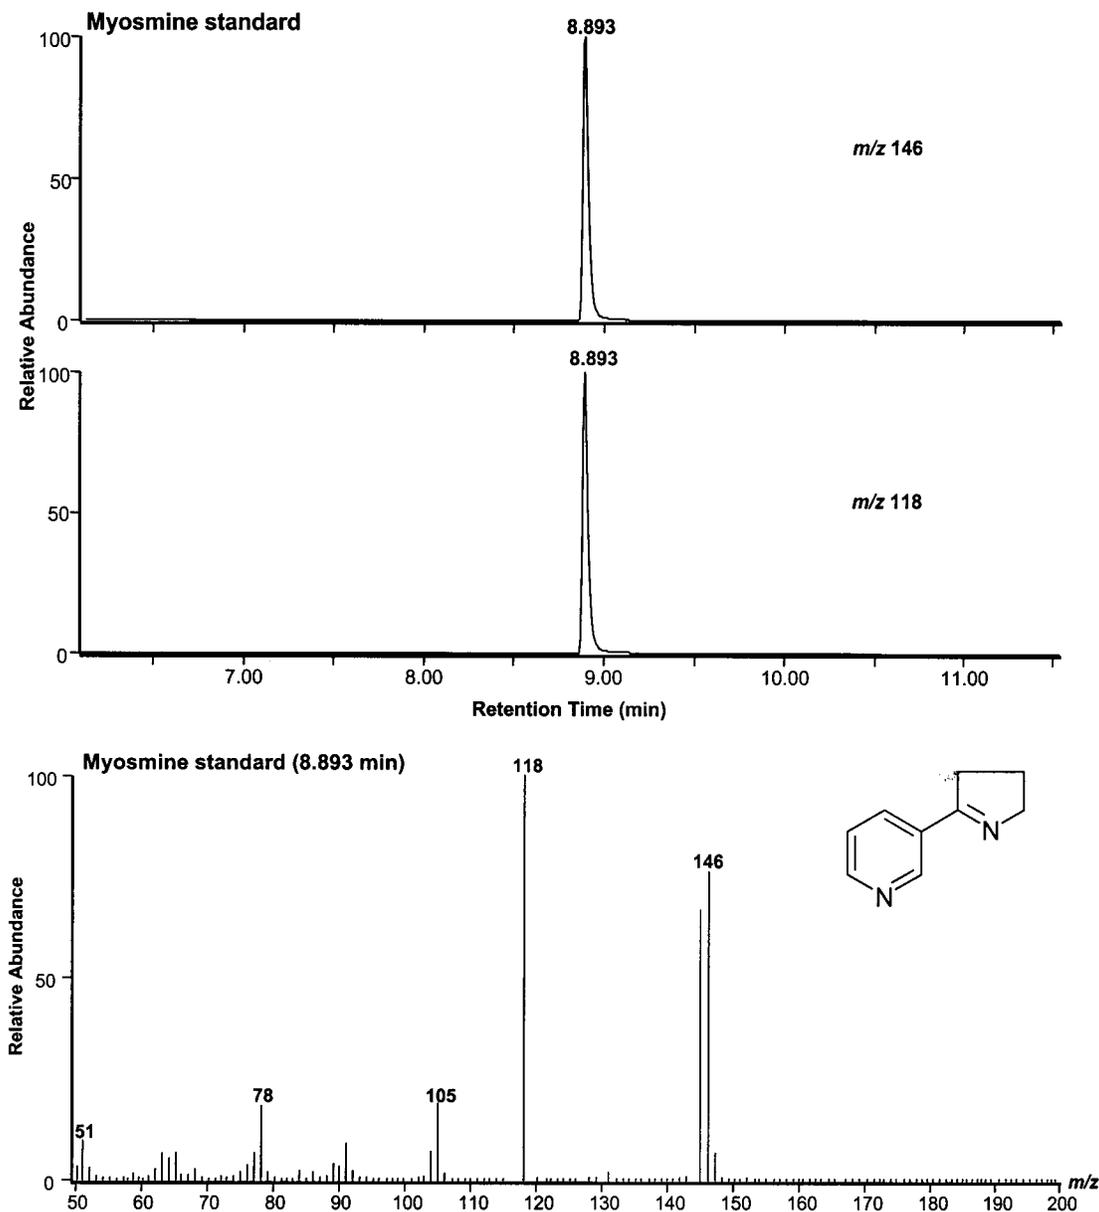 Myosmine standard
8.893
100
m/z 146
50
0
Relative Abundance
8.893
100
m/z 118
50
0
7.00 8.00 9.00 10.00 11.00
Retention Time (min)
Myosmine standard (8.893 min)
118
100
146
N
N
50
Relative Abundance
78
105
51
0
m/z
50 60 70 80 90 100 110 120 130 140 150 160 170 180 190 200